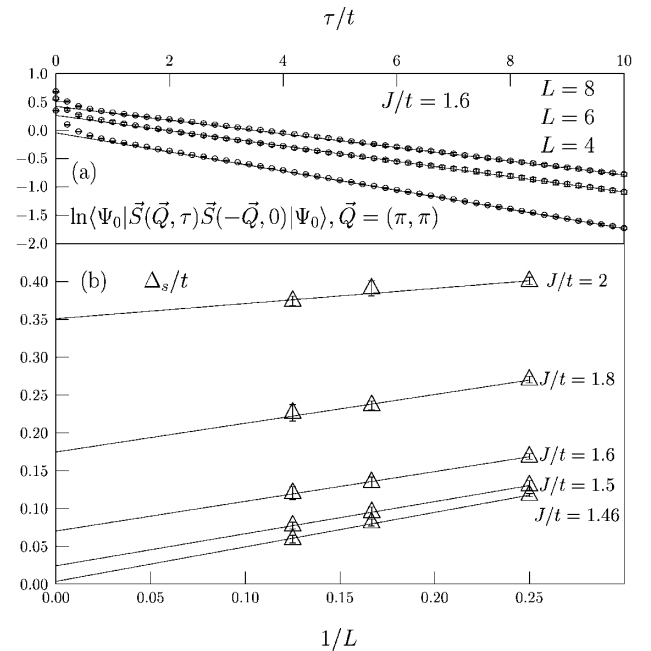 τ/t
0 2 4 6 8 10
1.0
0.5
0.0
−0.5
−1.0
−1.5
−2.0
J/t = 1.6
L = 8
L = 6
L = 4
(a)
ln⟨Ψ₀|S⃗(Q⃗, τ)S⃗(−Q⃗, 0)|Ψ₀⟩, Q⃗ = (π, π)
(b) Δₛ/t
0.40
0.35
0.30
0.25
0.20
0.15
0.10
0.05
0.00
J/t = 2
J/t = 1.8
J/t = 1.6
J/t = 1.5
J/t = 1.46
0.00 0.05 0.10 0.15 0.20 0.25
1/L